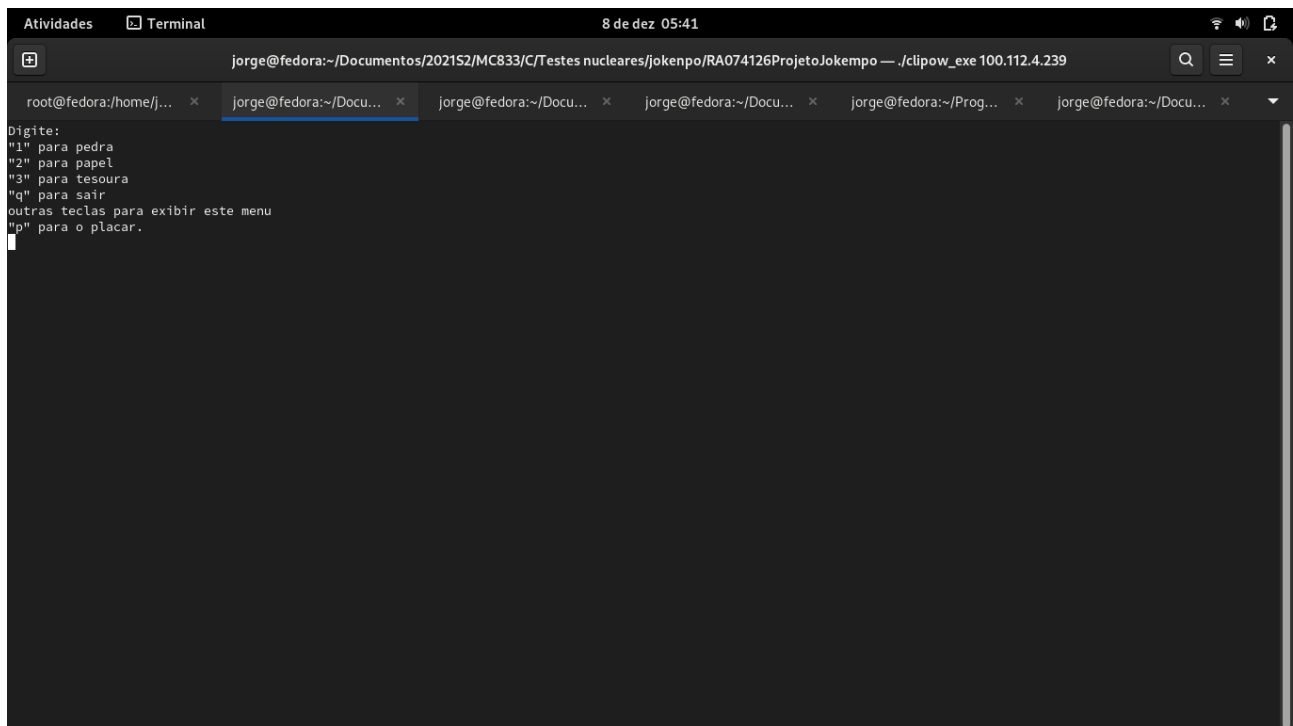 Atividades Terminal 8 de dez 05:41
jorge@fedora:~/Documentos/2021S2/MC833/C/Testes nucleares/jokenpo/RA074126ProjetoJokempo — ./clipow_exe 100.112.4.239
root@fedora:/home/j... × jorge@fedora:~/Docu... × jorge@fedora:~/Docu... × jorge@fedora:~/Docu... × jorge@fedora:~/Prog... × jorge@fedora:~/Docu... ×
Digite:
"1" para pedra
"2" para papel
"3" para tesoura
"q" para sair
outras teclas para exibir este menu
"p" para o placar.